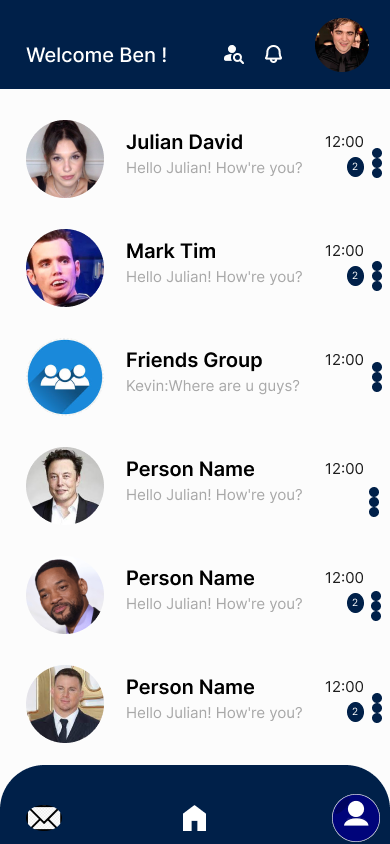 Welcome Ben !
Julian David
12:00
Hello Julian! How're you?
2
Mark Tim
12:00
Hello Julian! How're you?
2
Friends Group
12:00
Kevin:Where are u guys?
Person Name
12:00
Hello Julian! How're you?
Person Name
12:00
Hello Julian! How're you?
2
Person Name
12:00
Hello Julian! How're you?
2